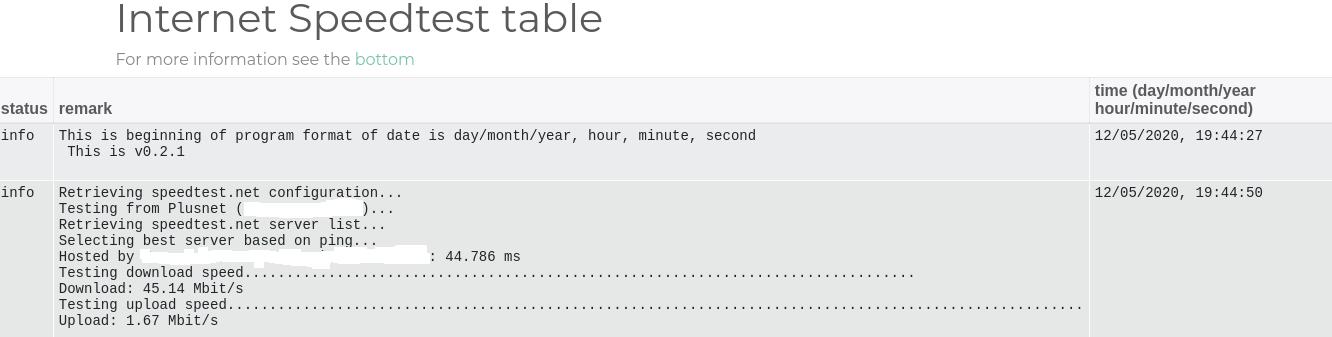 Internet Speedtest table
For more information see the bottom
status remark time (day/month/year hour/minute/second)
info This is beginning of program format of date is day/month/year, hour, minute, second 12/05/2020, 19:44:27
This is v0.2.1
info Retrieving speedtest.net configuration... 12/05/2020, 19:44:50
Testing from Plusnet ( )...
Retrieving speedtest.net server list...
Selecting best server based on ping...
Hosted by : 44.786 ms
Testing download speed................................................................................
Download: 45.14 Mbit/s
Testing upload speed......................................................................................................
Upload: 1.67 Mbit/s